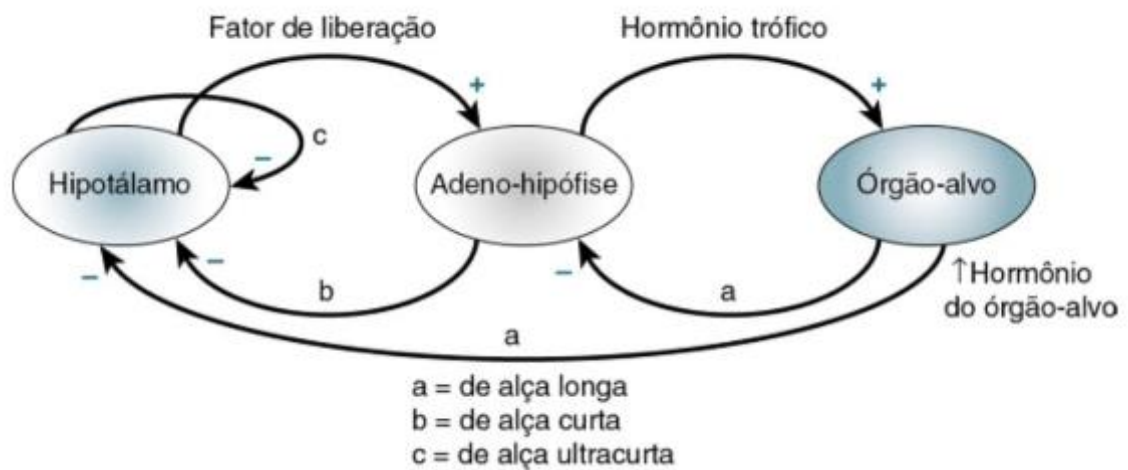 Fator de liberação
Hormônio trófico
+
+
c
−
Hipotálamo
Adeno-hipófise
Órgão-alvo
−
−
−
↑Hormônio
do órgão-alvo
b
a
a
a = de alça longa
b = de alça curta
c = de alça ultracurta